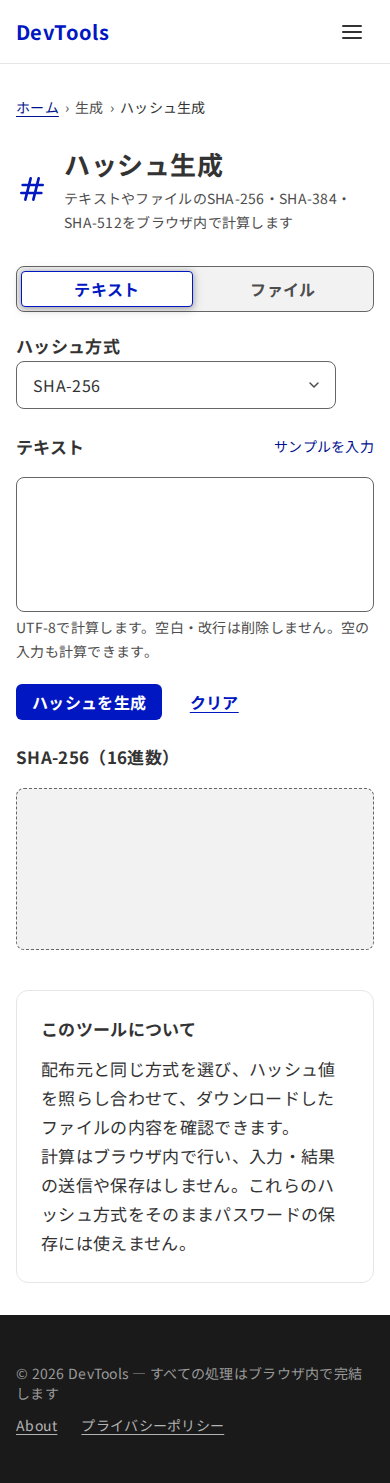 DevTools
ホーム › 生成 › ハッシュ生成
ハッシュ生成
テキストやファイルのSHA-256・SHA-384・
SHA-512をブラウザ内で計算します
テキスト ファイル
ハッシュ方式
SHA-256
テキスト サンプルを入力
UTF-8で計算します。空白・改行は削除しません。空の
入力も計算できます。
ハッシュを生成 クリア
SHA-256（16進数）
このツールについて
配布元と同じ方式を選び、ハッシュ値
を照らし合わせて、ダウンロードした
ファイルの内容を確認できます。
計算はブラウザ内で行い、入力・結果
の送信や保存はしません。これらのハ
ッシュ方式をそのままパスワードの保
存には使えません。
© 2026 DevTools — すべての処理はブラウザ内で完結
します
About プライバシーポリシー